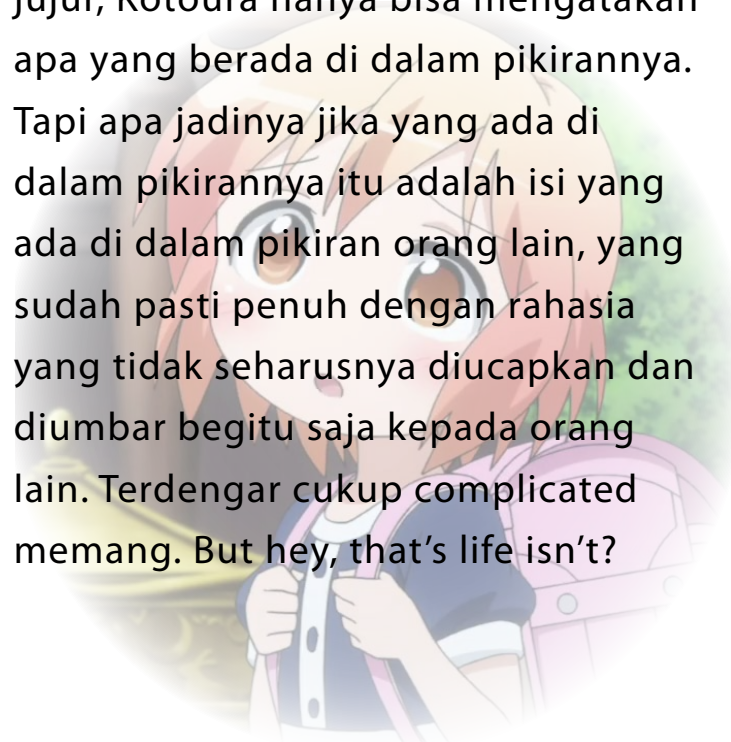 jujur, Kotoura hanya bisa mengatakan
apa yang berada di dalam pikirannya.
Tapi apa jadinya jika yang ada di
dalam pikirannya itu adalah isi yang
ada di dalam pikiran orang lain, yang
sudah pasti penuh dengan rahasia
yang tidak seharusnya diucapkan dan
diumbar begitu saja kepada orang
lain. Terdengar cukup complicated
memang. But hey, that’s life isn’t?